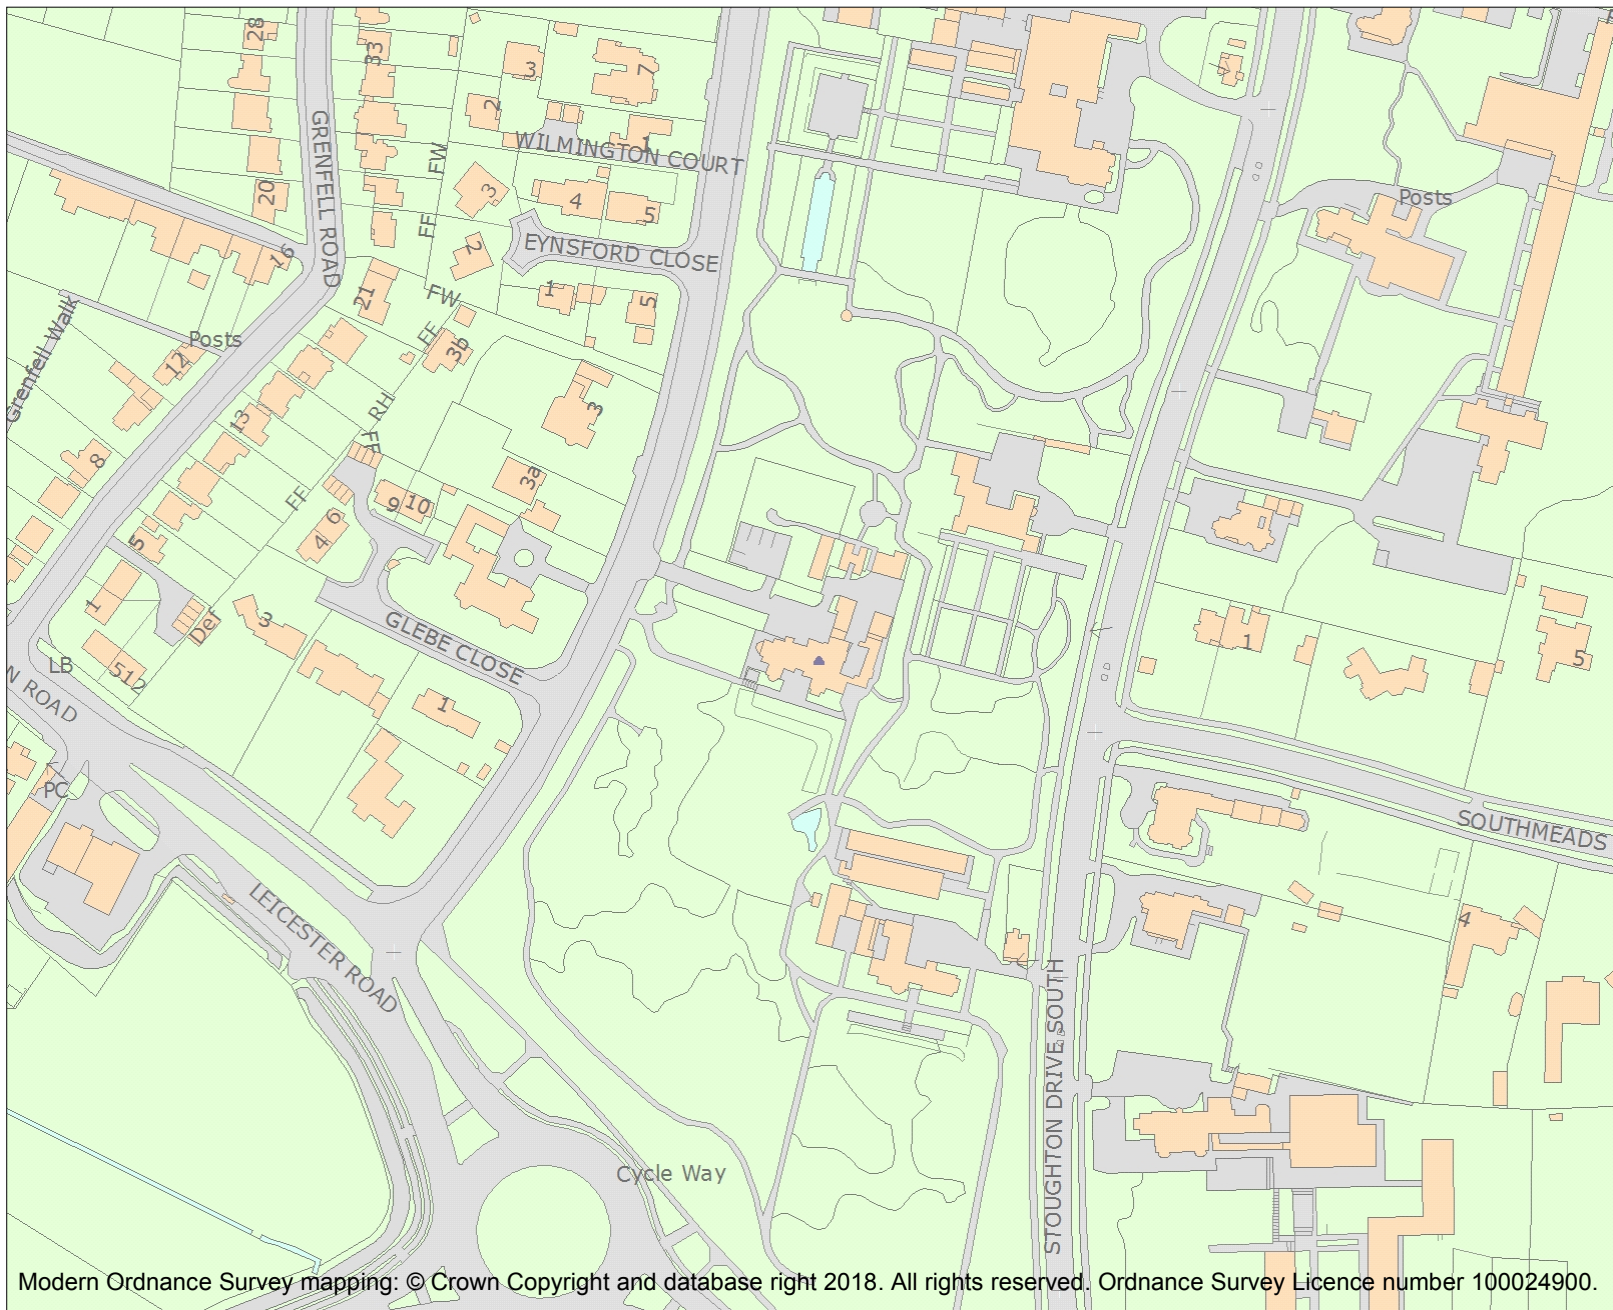 28
33
3
7
2
1
GRENFELL ROAD
WILMINGTON COURT
FW
20
3
4
5
Posts
FF
2
EYNSFORD CLOSE
16
21
FW
1
5
Grenfell Walk
Posts
FF
3b
12
RH
3
13
FF
8
3a
FF
9
10
6
4
5
1
Def
3
GLEBE CLOSE
1
5
LB
512
N ROAD
1
PC
SOUTHMEADS
LEICESTER ROAD
4
STOUGHTON DRIVE SOUTH
Cycle Way
Modern Ordnance Survey mapping: © Crown Copyright and database right 2018. All rights reserved. Ordnance Survey Licence number 100024900.